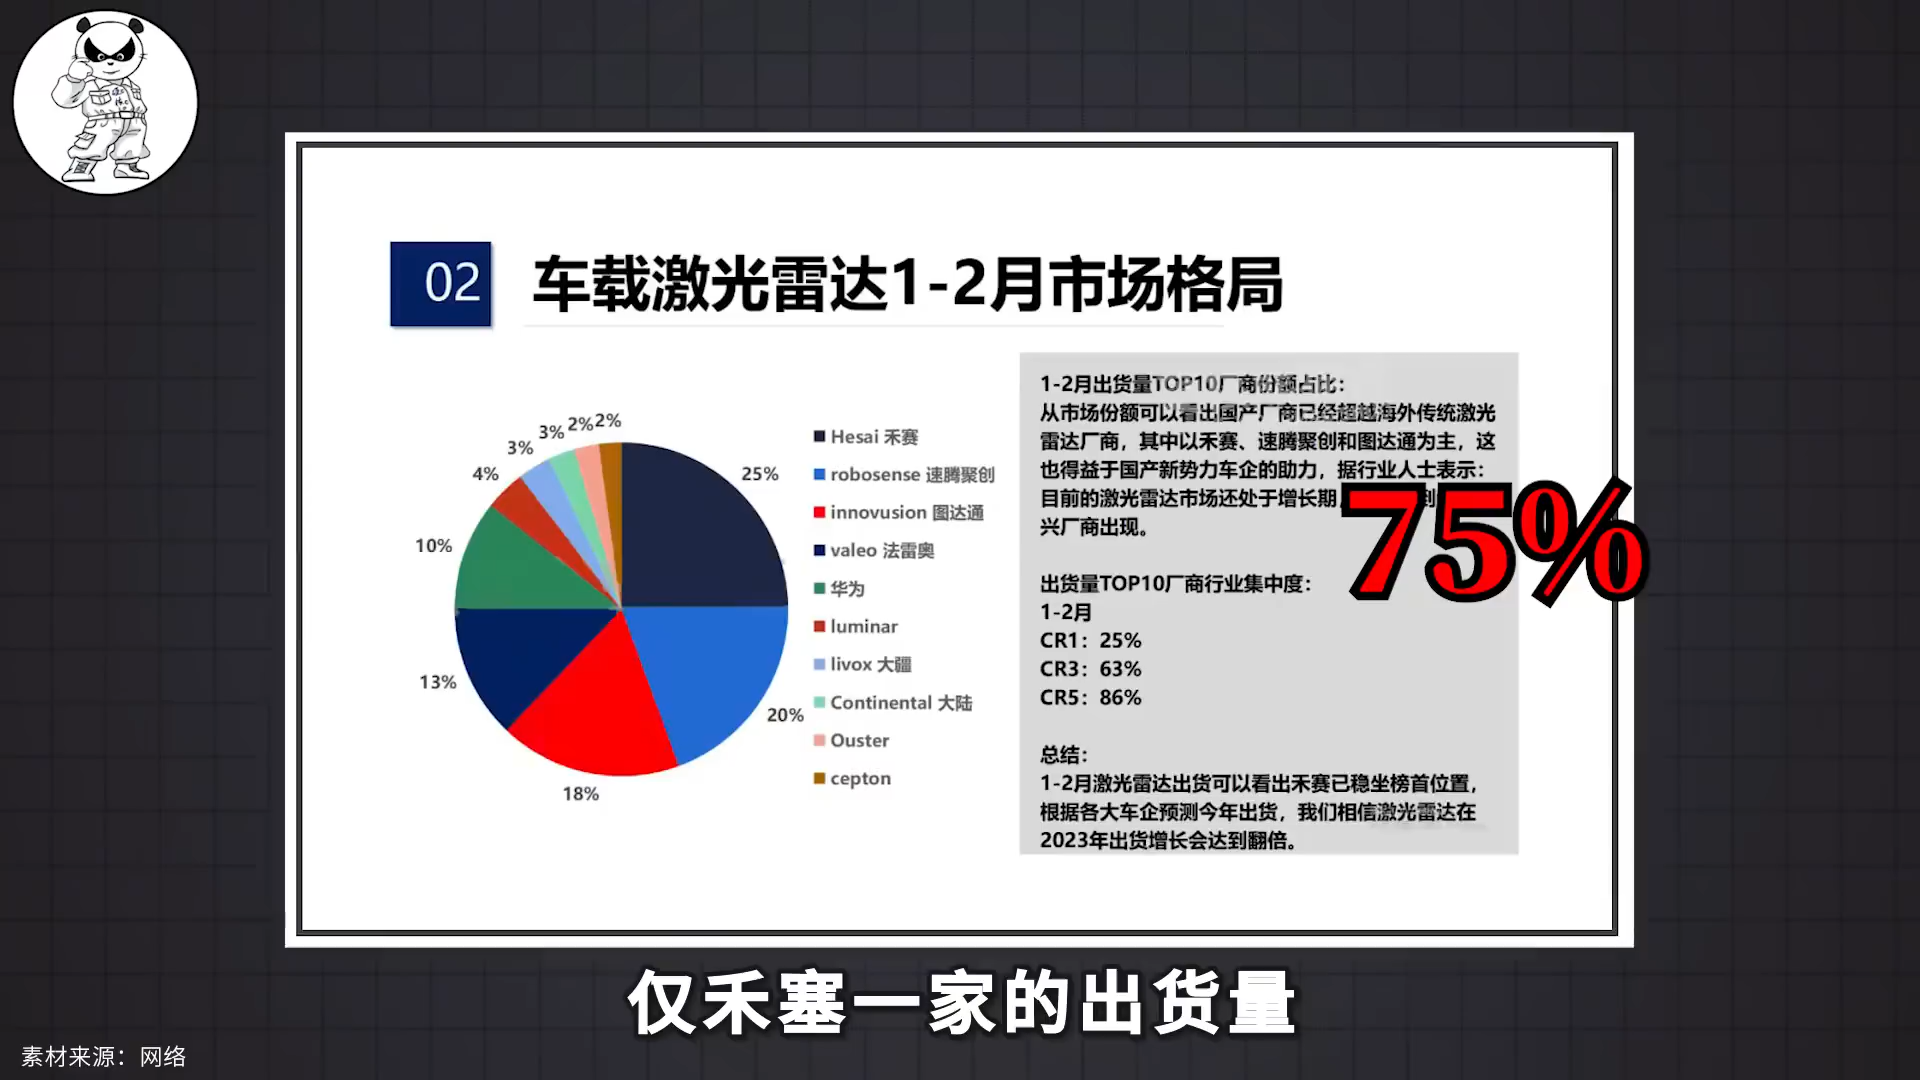 02
车载激光雷达1-2月市场格局
25%
20%
18%
13%
10%
4%
3%
3%
2%
2%
Hesai 禾赛
robosense 速腾聚创
innovusion 图达通
valeo 法雷奥
华为
luminar
livox 大疆
Continental 大陆
Ouster
cepton
1-2月出货量TOP10厂商份额占比：
从市场份额可以看出国产厂商已经超越海外传统激光
雷达厂商，其中以禾赛、速腾聚创和图达通为主，这
也得益于国产新势力车企的助力，据行业人士表示：
目前的激光雷达市场还处于增长期，
兴厂商出现。
75%
出货量TOP10厂商行业集中度：
1-2月
CR1：25%
CR3：63%
CR5：86%
总结：
1-2月激光雷达出货可以看出禾赛已稳坐榜首位置，
根据各大车企预测今年出货，我们相信激光雷达在
2023年出货增长会达到翻倍。
仅禾塞一家的出货量
素材来源：网络